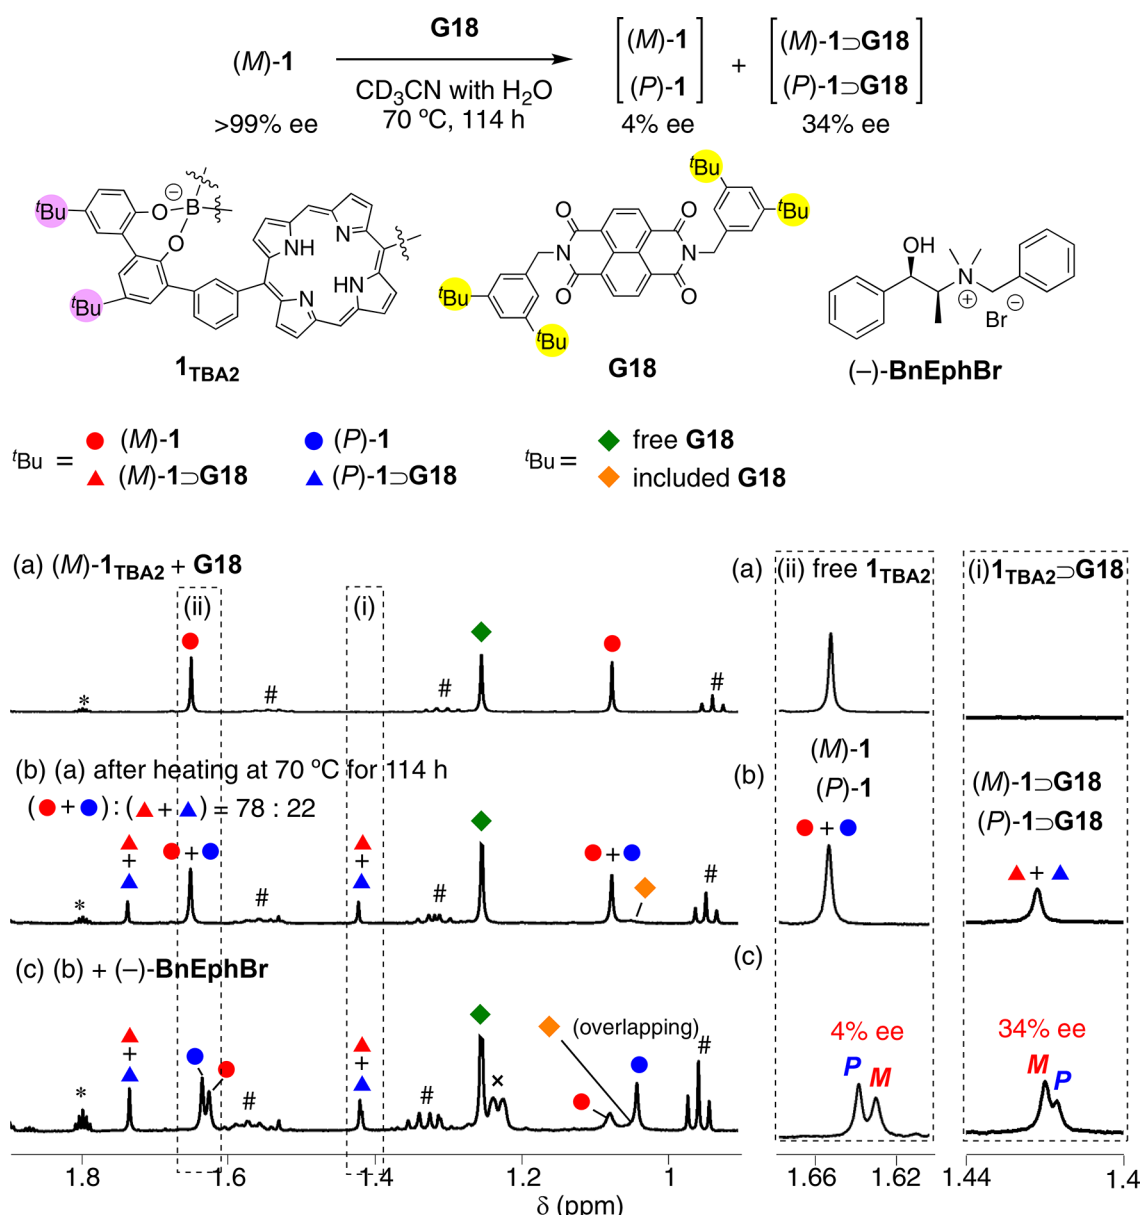 G18
(M)-1
CD3CN with H2O
70 ºC, 114 h
(M)-1
(P)-1
+
(M)-1⊃G18
(P)-1⊃G18
>99% ee
4% ee
34% ee
tBu
O
B
⊖
O
tBu
NH
N
HN
N
1TBA2
tBu
tBu
O
O
N
N
O
O
tBu
tBu
G18
OH
N
⊕
Br⊖
(–)-BnEphBr
tBu =
(M)-1
(P)-1
(M)-1⊃G18
(P)-1⊃G18
tBu =
free G18
included G18
(a) (M)-1TBA2 + G18
(ii)
(i)
*
#
#
#
(b) (a) after heating at 70 ºC for 114 h
( + ) : ( + ) = 78 : 22
+
+
+
+
*
#
#
#
(c) (b) + (–)-BnEphBr
+
+
(overlapping)
*
#
#
×
#
1.8
1.6
1.4
1.2
1
δ (ppm)
(a)
(ii) free 1TBA2
(i) 1TBA2⊃G18
(b)
(M)-1
(P)-1
+
(M)-1⊃G18
(P)-1⊃G18
+
(c)
4% ee
P
M
34% ee
M
P
1.66
1.62
1.44
1.4